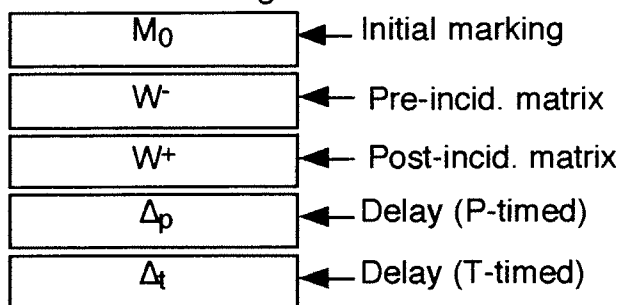 M0 Initial marking
W- Pre-incid. matrix
W+ Post-incid. matrix
Δp Delay (P-timed)
Δt Delay (T-timed)